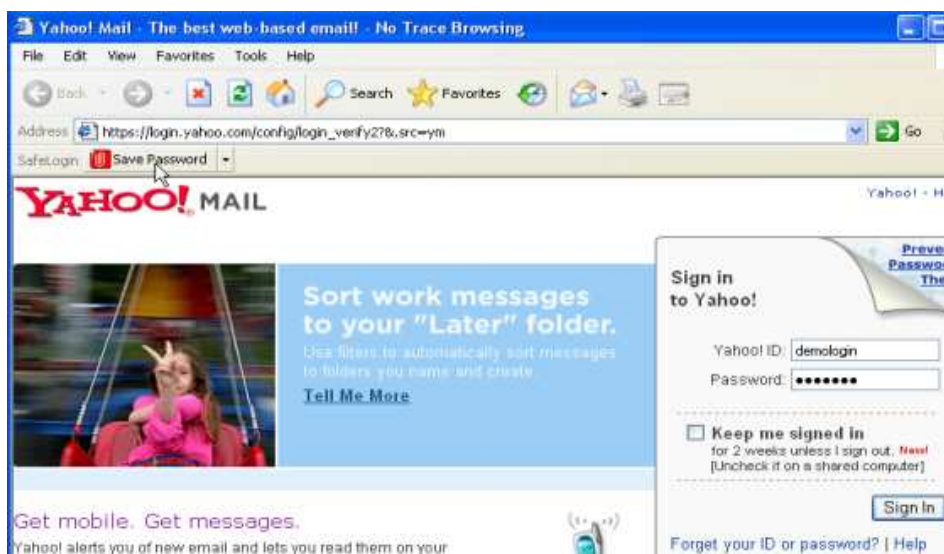 Yahoo! Mail - The best web-based email! - No Trace Browsing
File Edit View Favorites Tools Help
Back Search Favorites
Address https://login.yahoo.com/config/login_verify2?&.src=ym Go
SafeLogin Save Password
YAHOO! MAIL
Yahoo! - H
Preve
Passwo
The
Sign in
to Yahoo!
Sort work messages
to your "Later" folder.
Use filters to automatically sort messages
to folders you name and create.
Tell Me More
Yahoo! ID: demologin
Password: •••••••
Keep me signed in
for 2 weeks unless I sign out. New!
[Uncheck if on a shared computer]
Sign In
Forget your ID or password? | Help
Get mobile. Get messages.
Yahoo! alerts you of new email and lets you read them on your